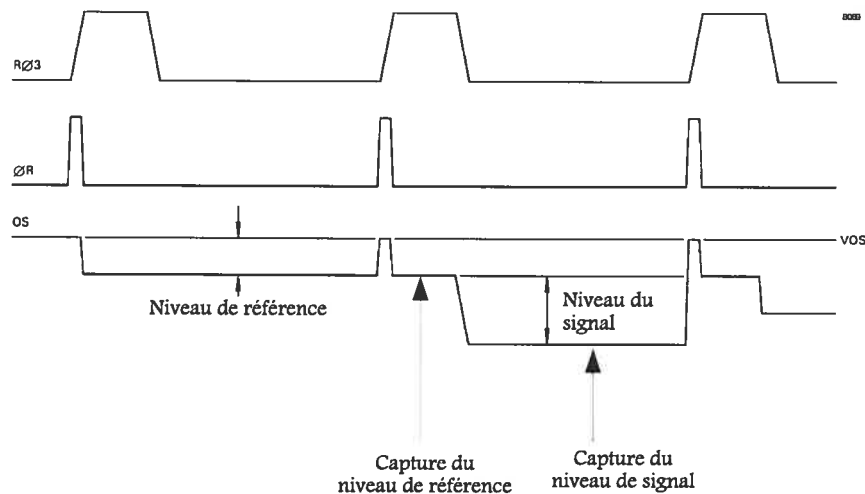 8089
RØ3
ØR
OS
VOS
Niveau de référence
Niveau du
signal
Capture du
niveau de référence
Capture du
niveau de signal